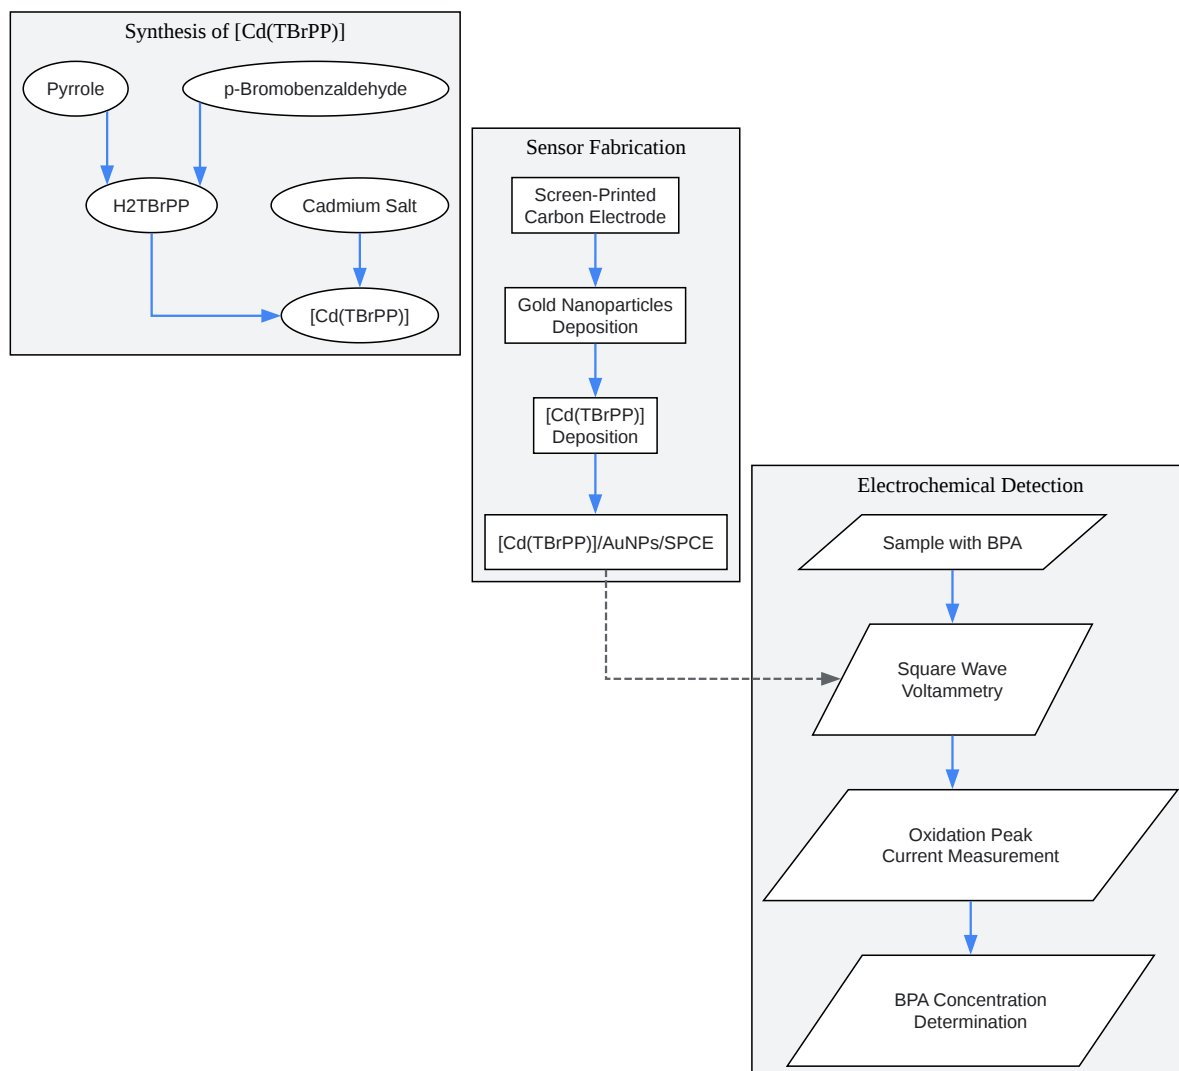 Synthesis of [Cd(TBrPP)]
Pyrrole
p-Bromobenzaldehyde
H2TBrPP
Cadmium Salt
[Cd(TBrPP)]
Sensor Fabrication
Screen-Printed
Carbon Electrode
Gold Nanoparticles
Deposition
[Cd(TBrPP)]
Deposition
[Cd(TBrPP)]/AuNPs/SPCE
Electrochemical Detection
Sample with BPA
Square Wave
Voltammetry
Oxidation Peak
Current Measurement
BPA Concentration
Determination